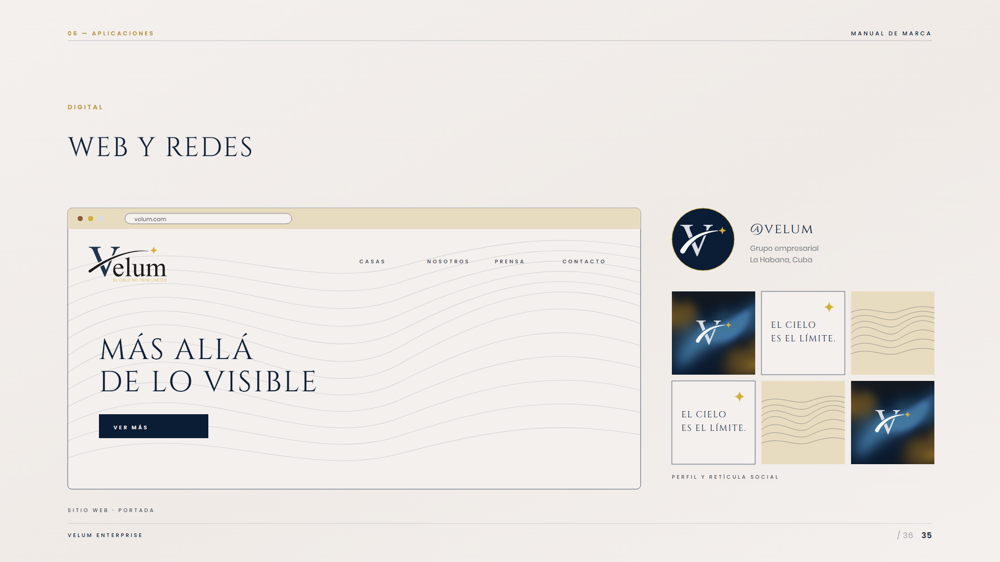 06 — APLICACIONES
MANUAL DE MARCA
DIGITAL
WEB Y REDES
velum.com
Velum
EL CIELO NO TIENE LIMITES
CASAS NOSOTROS PRENSA CONTACTO
MÁS ALLÁ
DE LO VISIBLE
VER MÁS
SITIO WEB · PORTADA
V
@VELUM
Grupo empresarial
La Habana, Cuba
V
EL CIELO
ES EL LÍMITE.
EL CIELO
ES EL LÍMITE.
V
PERFIL Y RETÍCULA SOCIAL
VELUM ENTERPRISE
/ 36 35